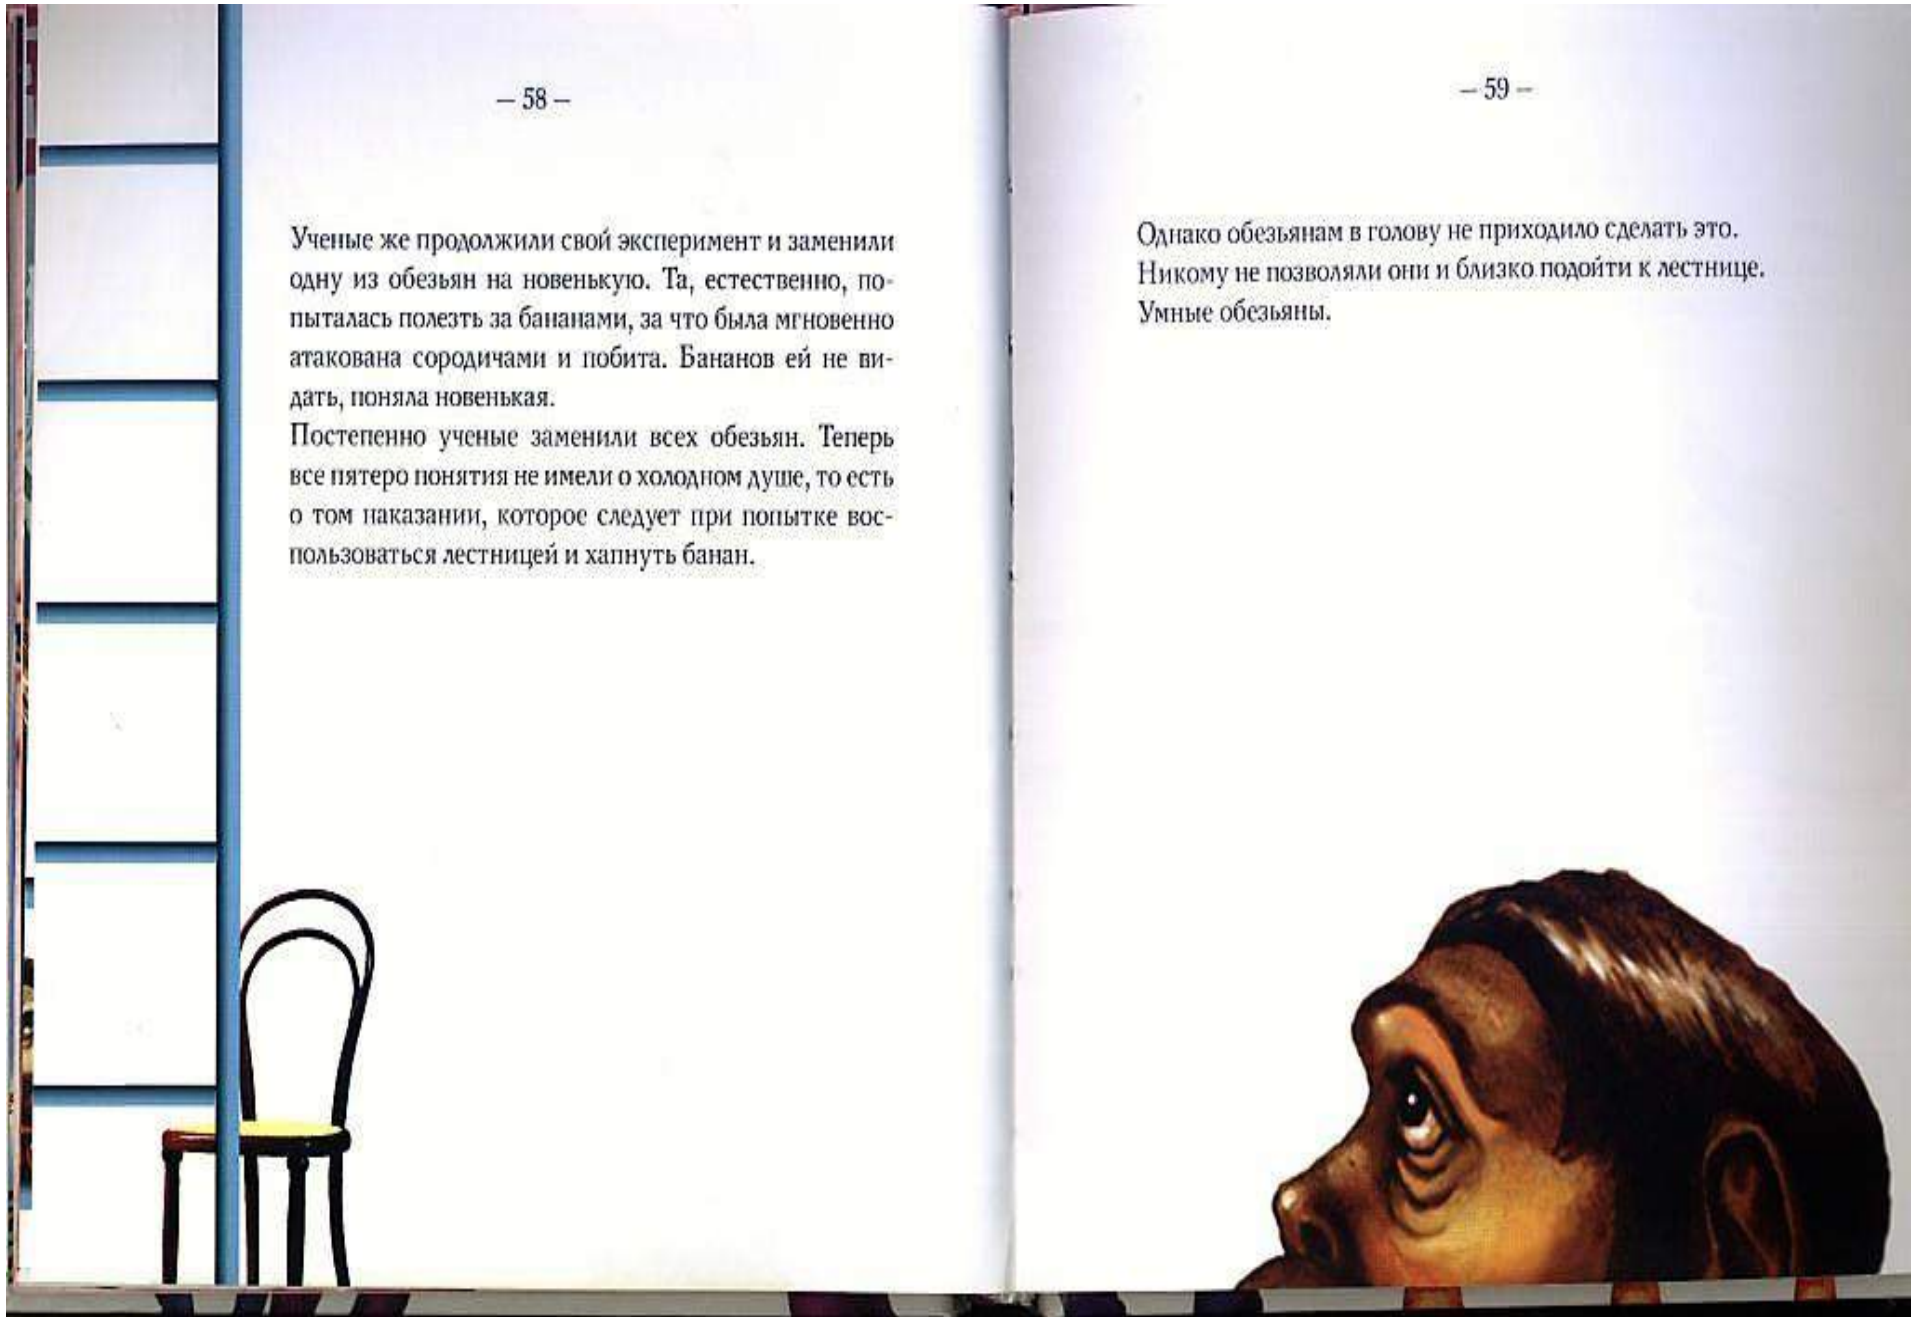 – 58 –
Ученые же продолжили свой эксперимент и заменили
одну из обезьян на новенькую. Та, естественно, по-
пыталась полезть за бананами, за что была мгновенно
атакована сородичами и побита. Бананов ей не ви-
дать, поняла новенькая.
Постепенно ученые заменили всех обезьян. Теперь
все пятеро понятия не имели о холодном душе, то есть
о том наказании, которое следует при попытке вос-
пользоваться лестницей и хапнуть банан.
– 59 –
Однако обезьянам в голову не приходило сделать это.
Никому не позволяли они и близко подойти к лестнице.
Умные обезьяны.